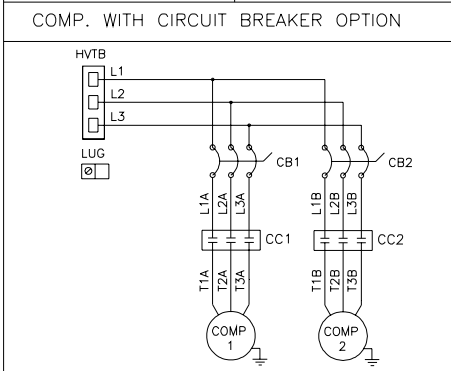 COMP. WITH CIRCUIT BREAKER OPTION
HVTB
L1
L2
L3
LUG
CB1
CB2
L1A
L2A
L3A
L1B
L2B
L3B
CC1
CC2
T1A
T2A
T3A
T1B
T2B
T3B
COMP
1
COMP
2